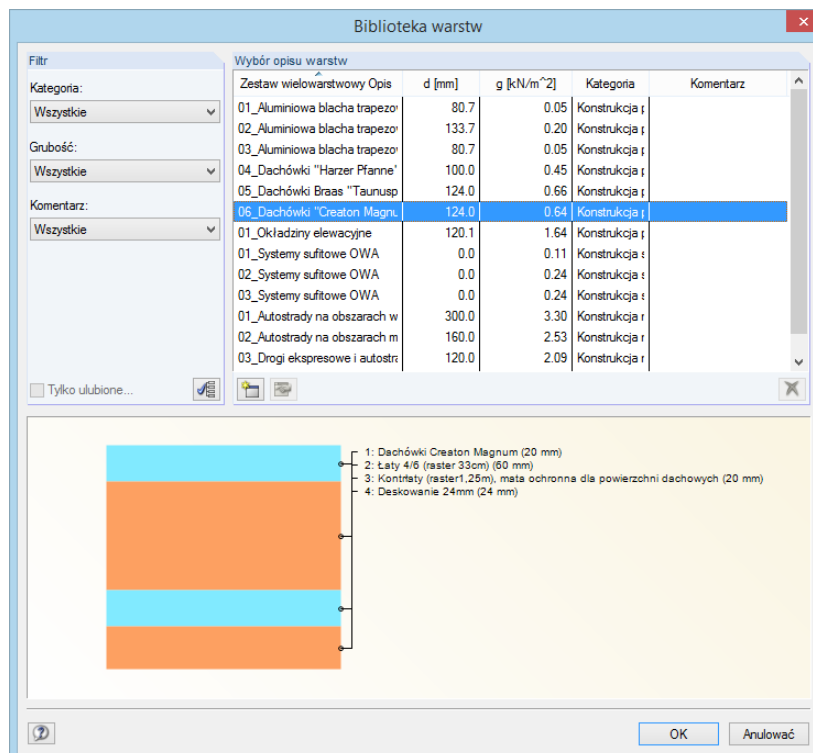 Biblioteka warstw
Filtr
Kategoria:
Wszystkie
Grubość:
Wszystkie
Komentarz:
Wszystkie
Tylko ulubione...
Wybór opisu warstw
Zestaw wielowarstwowy Opis d [mm] g [kN/m^2] Kategoria Komentarz
01_Aluminiowa blacha trapezo 80.7 0.05 Konstrukcja
02_Aluminiowa blacha trapezo 133.7 0.20 Konstrukcja
03_Aluminiowa blacha trapezo 80.7 0.05 Konstrukcja
04_Dachówki "Harzer Pfanne" 100.0 0.45 Konstrukcja
05_Dachówki Braas "Taunusp 124.0 0.66 Konstrukcja
06_Dachówki "Creaton Magnu 124.0 0.64 Konstrukcja
01_Okładziny elewacyjne 120.1 1.64 Konstrukcja
01_Systemy sufitowe OWA 0.0 0.11 Konstrukcja s
02_Systemy sufitowe OWA 0.0 0.24 Konstrukcja s
03_Systemy sufitowe OWA 0.0 0.24 Konstrukcja s
01_Autostrady na obszarach w 300.0 3.30 Konstrukcja r
02_Autostrady na obszarach m 160.0 2.53 Konstrukcja r
03_Drogi ekspresowe i autostra 120.0 2.09 Konstrukcja r
1: Dachówki Creaton Magnum (20 mm)
2: Łaty 4/6 (raster 33cm) (60 mm)
3: Kontrłaty (raster1,25m), mata ochronna dla powierzchni dachowych (20 mm)
4: Deskowanie 24mm (24 mm)
OK
Anulować